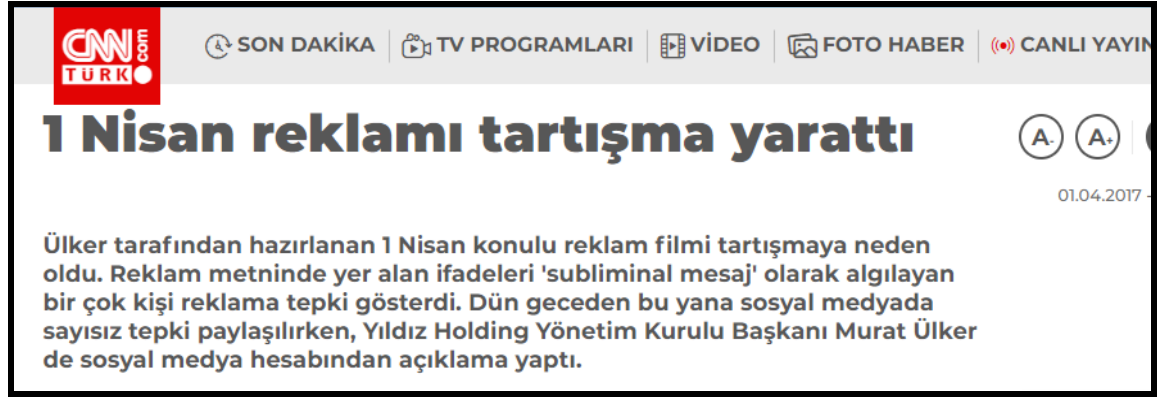 CNN.com
TÜRK
SON DAKİKA
TV PROGRAMLARI
VİDEO
FOTO HABER
CANLI YAYIN
1 Nisan reklamı tartışma yarattı
A-
A+
01.04.2017 -
Ülker tarafından hazırlanan 1 Nisan konulu reklam filmi tartışmaya neden
oldu. Reklam metninde yer alan ifadeleri 'subliminal mesaj' olarak algılayan
bir çok kişi reklama tepki gösterdi. Dün geceden bu yana sosyal medyada
sayısız tepki paylaşılırken, Yıldız Holding Yönetim Kurulu Başkanı Murat Ülker
de sosyal medya hesabından açıklama yaptı.